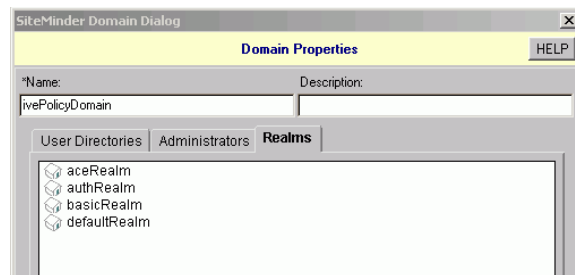 SiteMinder Domain Dialog X
Domain Properties HELP
*Name: Description:
ivePolicyDomain
User Directories Administrators Realms
aceRealm
authRealm
basicRealm
defaultRealm